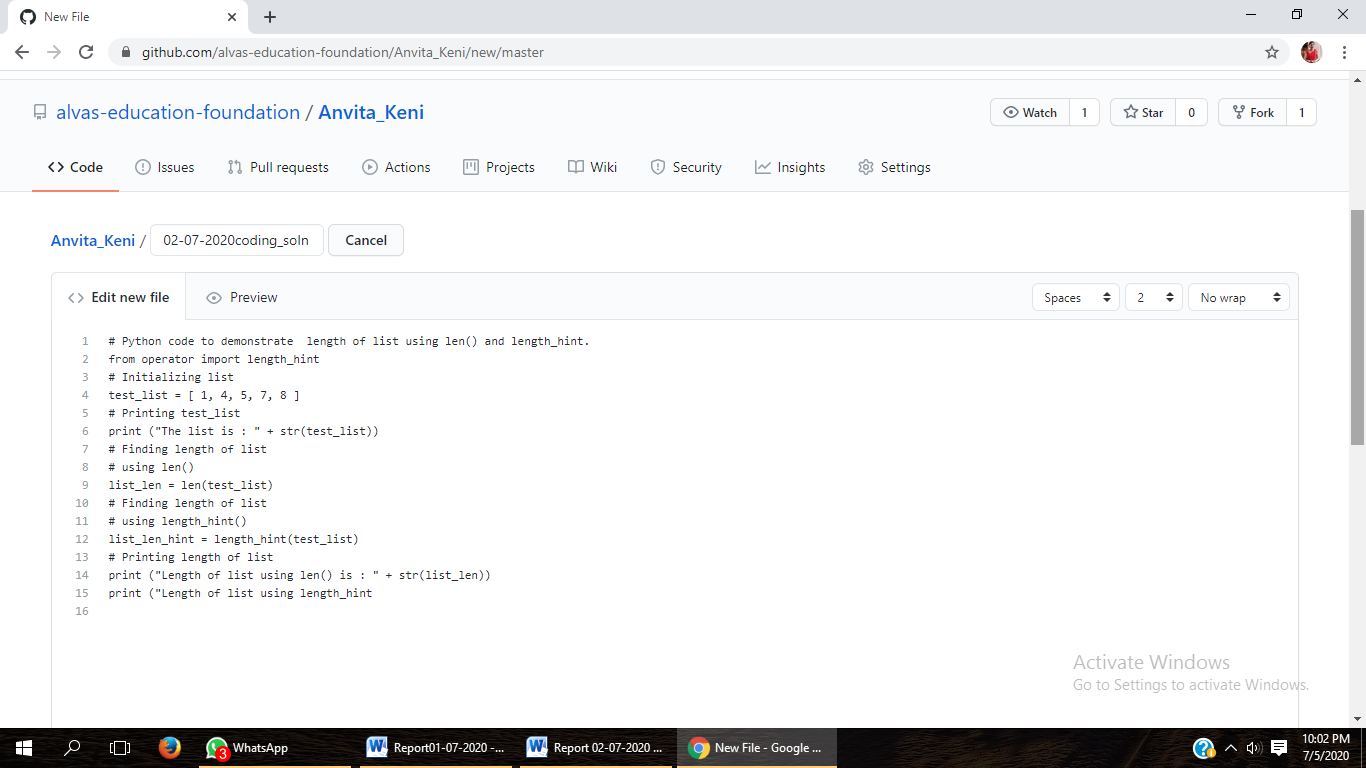 New File
github.com/alvas-education-foundation/Anvita_Keni/new/master
alvas-education-foundation / Anvita_Keni
Watch 1 Star 0 Fork 1
Code Issues Pull requests Actions Projects Wiki Security Insights Settings
Anvita_Keni / 02-07-2020coding_soln Cancel
Edit new file Preview Spaces 2 No wrap
1 # Python code to demonstrate  length of list using len() and length_hint.
2 from operator import length_hint
3 # Initializing list
4 test_list = [ 1, 4, 5, 7, 8 ]
5 # Printing test_list
6 print ("The list is : " + str(test_list))
7 # Finding length of list
8 # using len()
9 list_len = len(test_list)
10 # Finding length of list
11 # using length_hint()
12 list_len_hint = length_hint(test_list)
13 # Printing length of list
14 print ("Length of list using len() is : " + str(list_len))
15 print ("Length of list using length_hint
16
Activate Windows
Go to Settings to activate Windows.
3 WhatsApp Report01-07-2020 -... Report 02-07-2020 ... New File - Google ... 10:02 PM
7/5/2020